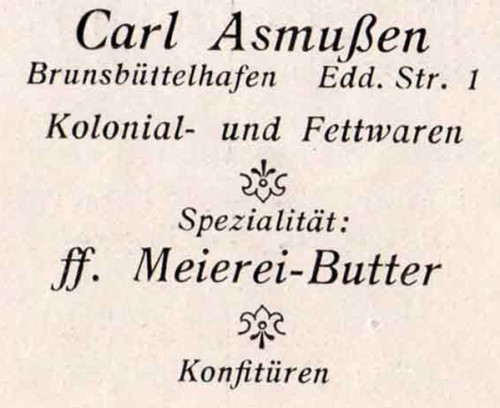 Carl Asmußen
Brunsbüttelhafen Edd. Str. 1
Kolonial- und Fettwaren
Spezialität:
ff. Meierei-Butter
Konfitüren